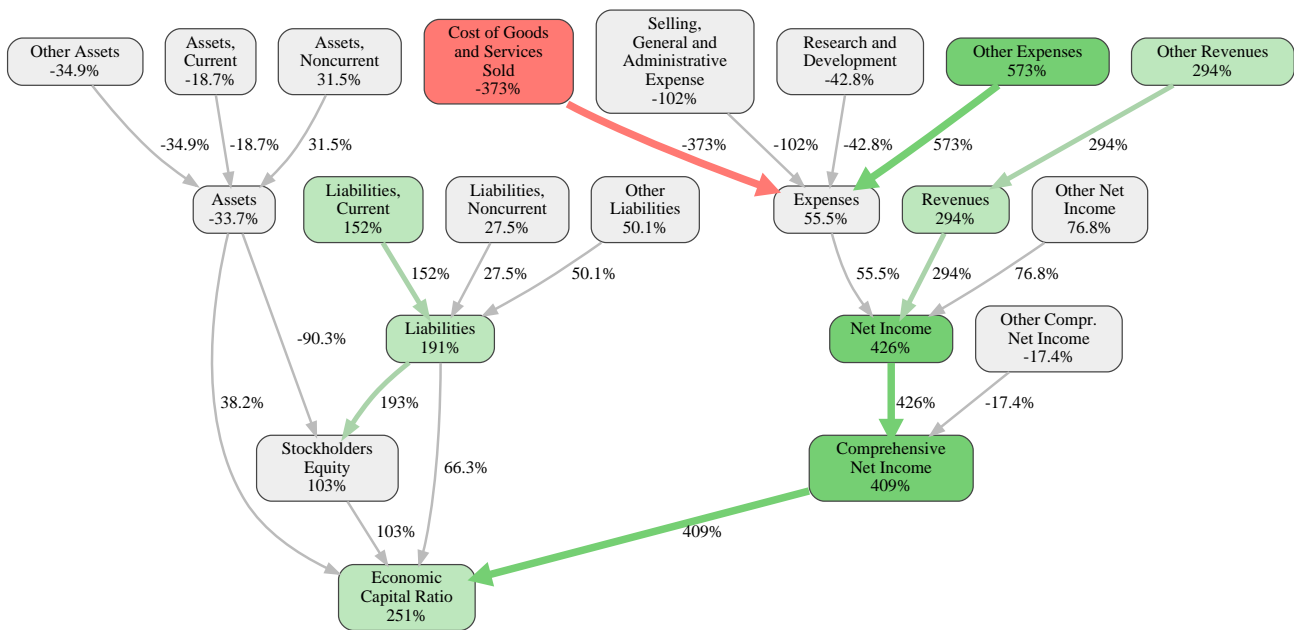 Other Assets
-34.9%
Assets,
Current
-18.7%
Assets,
Noncurrent
31.5%
Cost of Goods
and Services
Sold
-373%
Selling,
General and
Administrative
Expense
-102%
Research and
Development
-42.8%
Other Expenses
573%
Other Revenues
294%
-34.9%
-18.7%
31.5%
-373%
-102%
-42.8%
573%
294%
Assets
-33.7%
Liabilities,
Current
152%
Liabilities,
Noncurrent
27.5%
Other
Liabilities
50.1%
Expenses
55.5%
Revenues
294%
Other Net
Income
76.8%
152%
27.5%
50.1%
55.5%
294%
76.8%
-90.3%
Liabilities
191%
Net Income
426%
Other Compr.
Net Income
-17.4%
38.2%
193%
426%
-17.4%
Stockholders
Equity
103%
66.3%
Comprehensive
Net Income
409%
103%
409%
Economic
Capital Ratio
251%